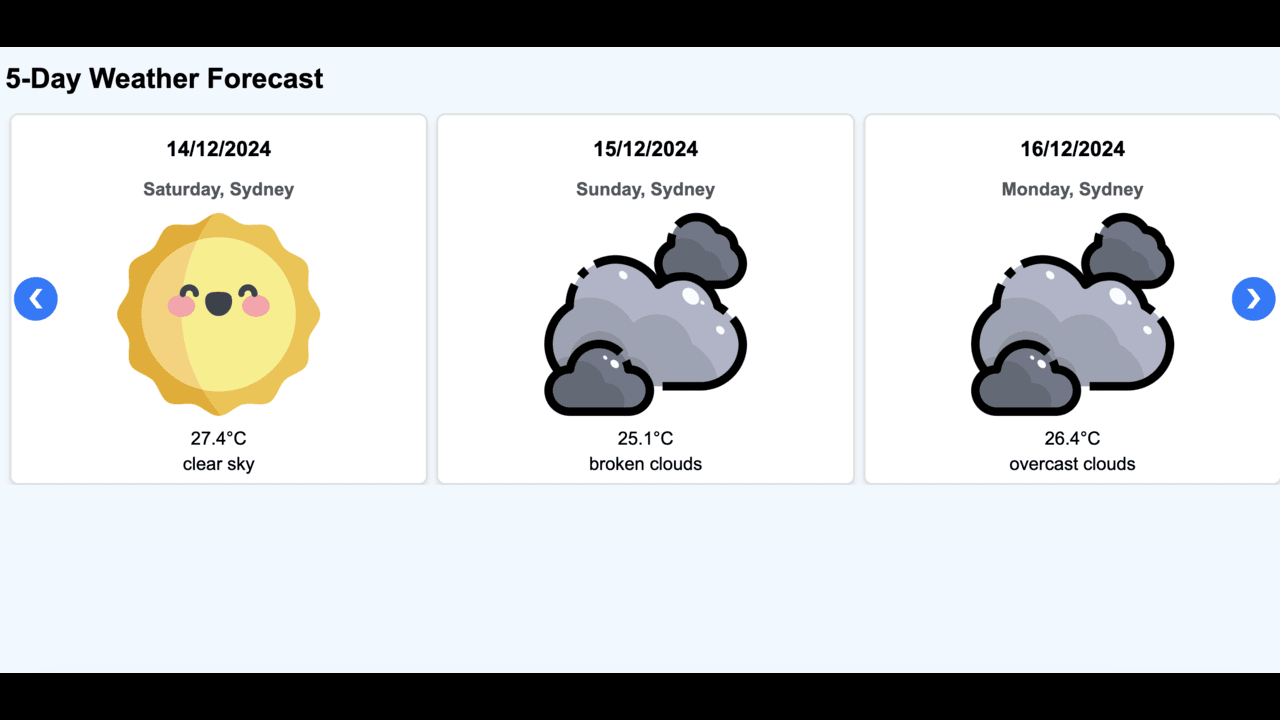 5-Day Weather Forecast
14/12/2024
Saturday, Sydney
27.4°C
clear sky
15/12/2024
Sunday, Sydney
25.1°C
broken clouds
16/12/2024
Monday, Sydney
26.4°C
overcast clouds